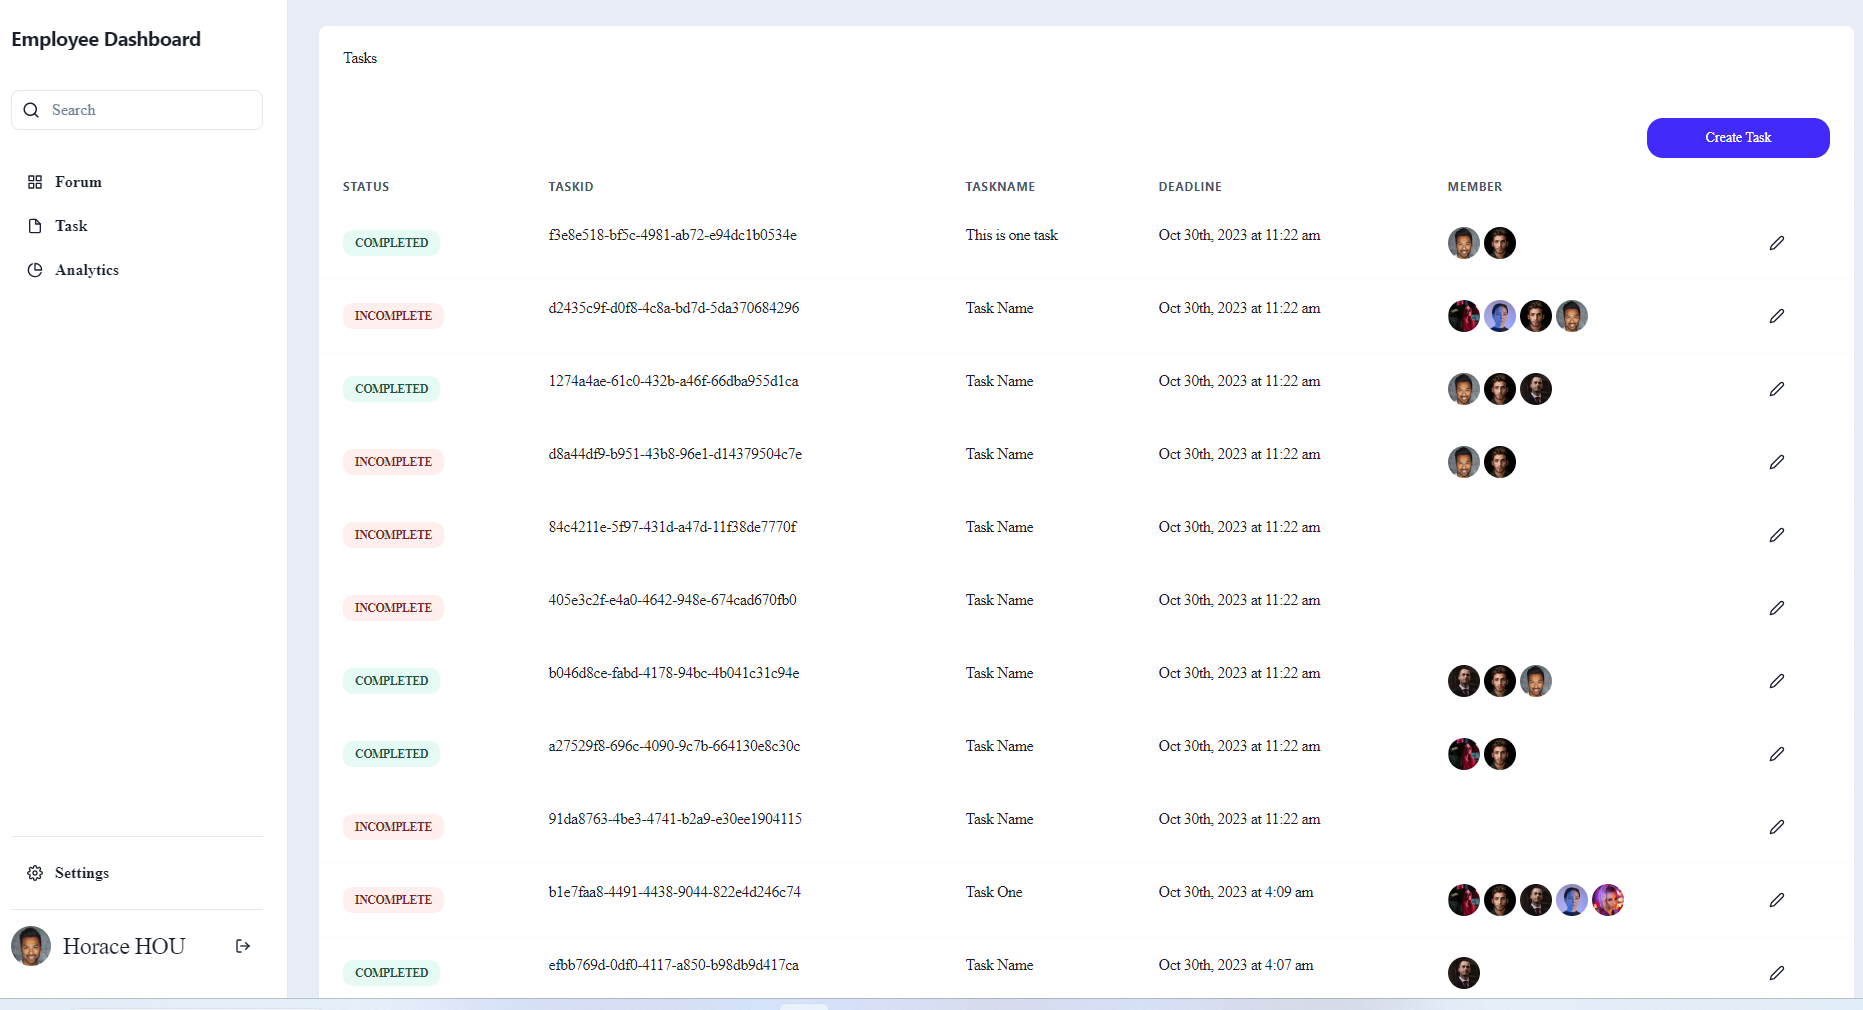 Employee Dashboard
Search
Forum
Task
Analytics
Settings
Horace HOU
Tasks
Create Task
STATUS TASKID TASKNAME DEADLINE MEMBER
COMPLETED f3e8e518-bf5c-4981-ab72-e94dc1b0534e This is one task Oct 30th, 2023 at 11:22 am
INCOMPLETE d2435c9f-d0f8-4c8a-bd7d-5da370684296 Task Name Oct 30th, 2023 at 11:22 am
COMPLETED 1274a4ae-61c0-432b-a46f-66dba955d1ca Task Name Oct 30th, 2023 at 11:22 am
INCOMPLETE d8a44df9-b951-43b8-96e1-d14379504c7e Task Name Oct 30th, 2023 at 11:22 am
INCOMPLETE 84c4211e-5f97-431d-a47d-11f38de7770f Task Name Oct 30th, 2023 at 11:22 am
INCOMPLETE 405e3c2f-e4a0-4642-948e-674cad670fb0 Task Name Oct 30th, 2023 at 11:22 am
COMPLETED b046d8ce-fabd-4178-94bc-4b041c31c94e Task Name Oct 30th, 2023 at 11:22 am
COMPLETED a27529f8-696c-4090-9c7b-664130e8c30c Task Name Oct 30th, 2023 at 11:22 am
INCOMPLETE 91da8763-4be3-4741-b2a9-e30ee1904115 Task Name Oct 30th, 2023 at 11:22 am
INCOMPLETE b1e7faa8-4491-4438-9044-822e4d246c74 Task One Oct 30th, 2023 at 4:09 am
COMPLETED efbb769d-0df0-4117-a850-b98db9d417ca Task Name Oct 30th, 2023 at 4:07 am